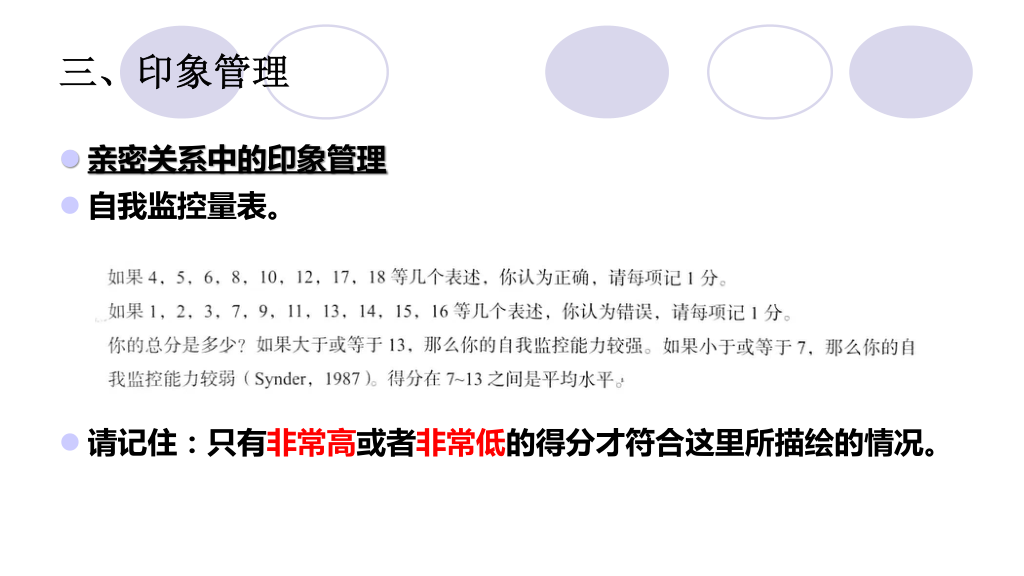 三、印象管理
亲密关系中的印象管理
自我监控量表。
如果 4，5，6，8，10，12，17，18 等几个表述，你认为正确，请每项记 1 分。
如果 1，2，3，7，9，11，13，14，15，16 等几个表述，你认为错误，请每项记 1 分。
你的总分是多少？如果大于或等于 13，那么你的自我监控能力较强。如果小于或等于 7，那么你的自
我监控能力较弱（Synder，1987）。得分在 7~13 之间是平均水平。
请记住：只有非常高或者非常低的得分才符合这里所描绘的情况。